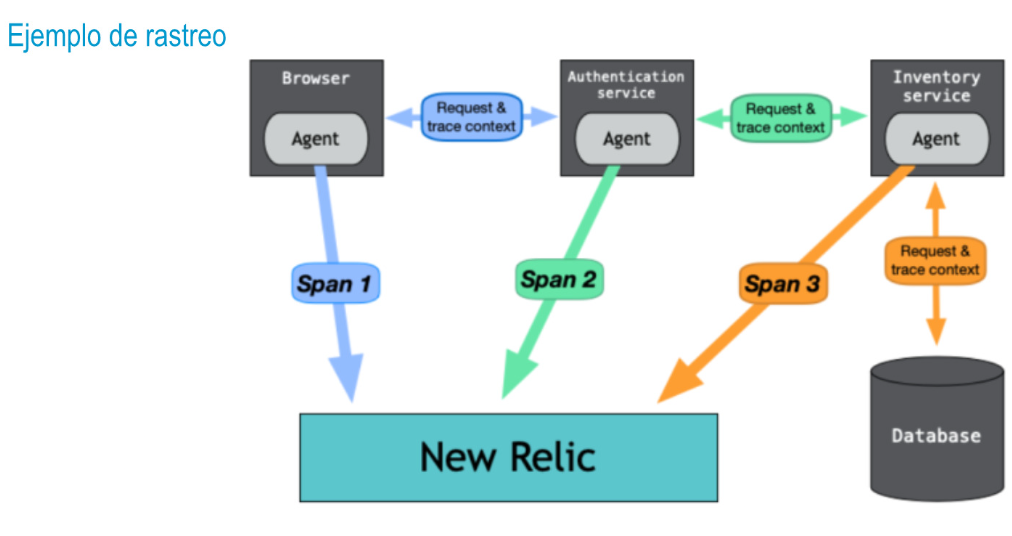 Ejemplo de rastreo
Browser
Agent
Request &
trace context
Authentication
service
Agent
Request &
trace context
Inventory
service
Agent
Span 1
Span 2
Span 3
Request &
trace context
New Relic
Database